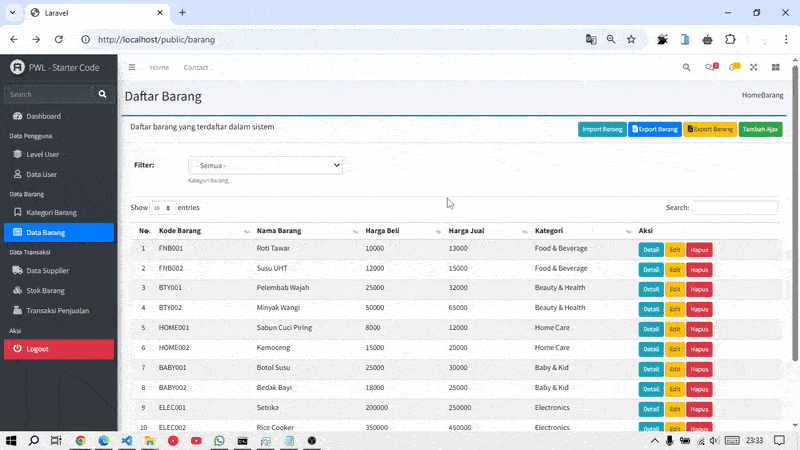 Laravel
http://localhost/public/barang
PWL - Starter Code
Home Contact
Search
Daftar Barang
HomeBarang
Dashboard
Data Pengguna
Level User
Data User
Data Barang
Kategori Barang
Data Barang
Data Transaksi
Data Supplier
Stok Barang
Transaksi Penjualan
Aksi
Logout
Daftar barang yang terdaftar dalam sistem
Import Barang Export Barang Export Barang Tambah Ajax
Filter: - Semua -
Kategori Barang
Show 10 entries Search:
No. Kode Barang Nama Barang Harga Beli Harga Jual Kategori Aksi
1 FNB001 Roti Tawar 10000 13000 Food & Beverage Detail Edit Hapus
2 FNB002 Susu UHT 12000 15000 Food & Beverage Detail Edit Hapus
3 BTY001 Pelembab Wajah 25000 32000 Beauty & Health Detail Edit Hapus
4 BTY002 Minyak Wangi 50000 65000 Beauty & Health Detail Edit Hapus
5 HOME001 Sabun Cuci Piring 8000 12000 Home Care Detail Edit Hapus
6 HOME002 Kemoceng 15000 20000 Home Care Detail Edit Hapus
7 BABY001 Botol Susu 25000 30000 Baby & Kid Detail Edit Hapus
8 BABY002 Bedak Bayi 18000 25000 Baby & Kid Detail Edit Hapus
9 ELEC001 Setrika 200000 250000 Electronics Detail Edit Hapus
10 ELEC002 Rice Cooker 350000 450000 Electronics Detail Edit Hapus
23:33